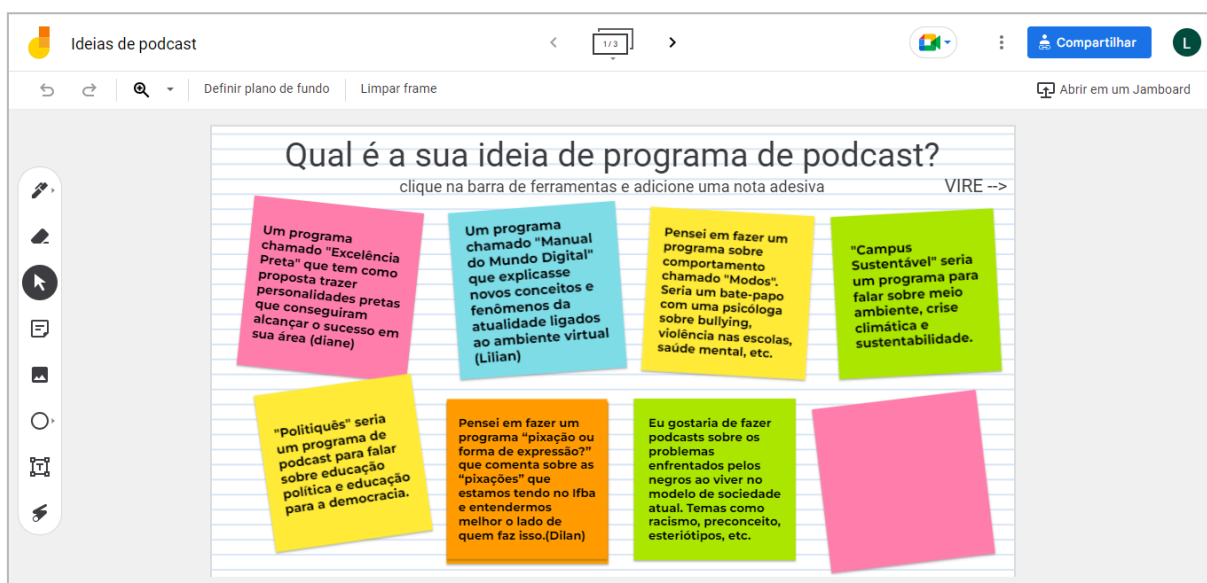 Ideias de podcast
1/3
Compartilhar
L
Definir plano de fundo
Limpar frame
Abrir em um Jamboard
Qual é a sua ideia de programa de podcast?
clique na barra de ferramentas e adicione uma nota adesiva
VIRE -->
Um programa
chamado "Excelência
Preta" que tem como
proposta trazer
personalidades pretas
que conseguiram
alcançar o sucesso em
sua área (diane)
Um programa
chamado "Manual
do Mundo Digital"
que explicasse
novos conceitos e
fenômenos da
atualidade ligados
ao ambiente virtual
(Lilian)
Pensei em fazer um
programa sobre
comportamento
chamado "Modos".
Seria um bate-papo
com uma psicóloga
sobre bullying,
violência nas escolas,
saúde mental, etc.
"Campus
Sustentável" seria
um programa para
falar sobre meio
ambiente, crise
climática e
sustentabilidade.
"Politiquês" seria
um programa de
podcast para falar
sobre educação
política e educação
para a democracia.
Pensei em fazer um
programa “pixação ou
forma de expressão?”
que comenta sobre as
“pixações” que
estamos tendo no Ifba
e entendermos
melhor o lado de
quem faz isso.(Dilan)
Eu gostaria de fazer
podcasts sobre os
problemas
enfrentados pelos
negros ao viver no
modelo de sociedade
atual. Temas como
racismo, preconceito,
esteriótipos, etc.